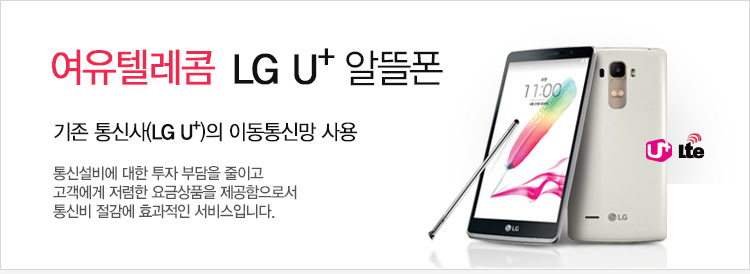 여유텔레콤 LG U+ 알뜰폰
기존 통신사(LG U+)의 이동통신망 사용
통신설비에 대한 투자 부담을 줄이고
고객에게 저렴한 요금상품을 제공함으로서
통신비 절감에 효과적인 서비스입니다.
11:00
U+ Lte
LG